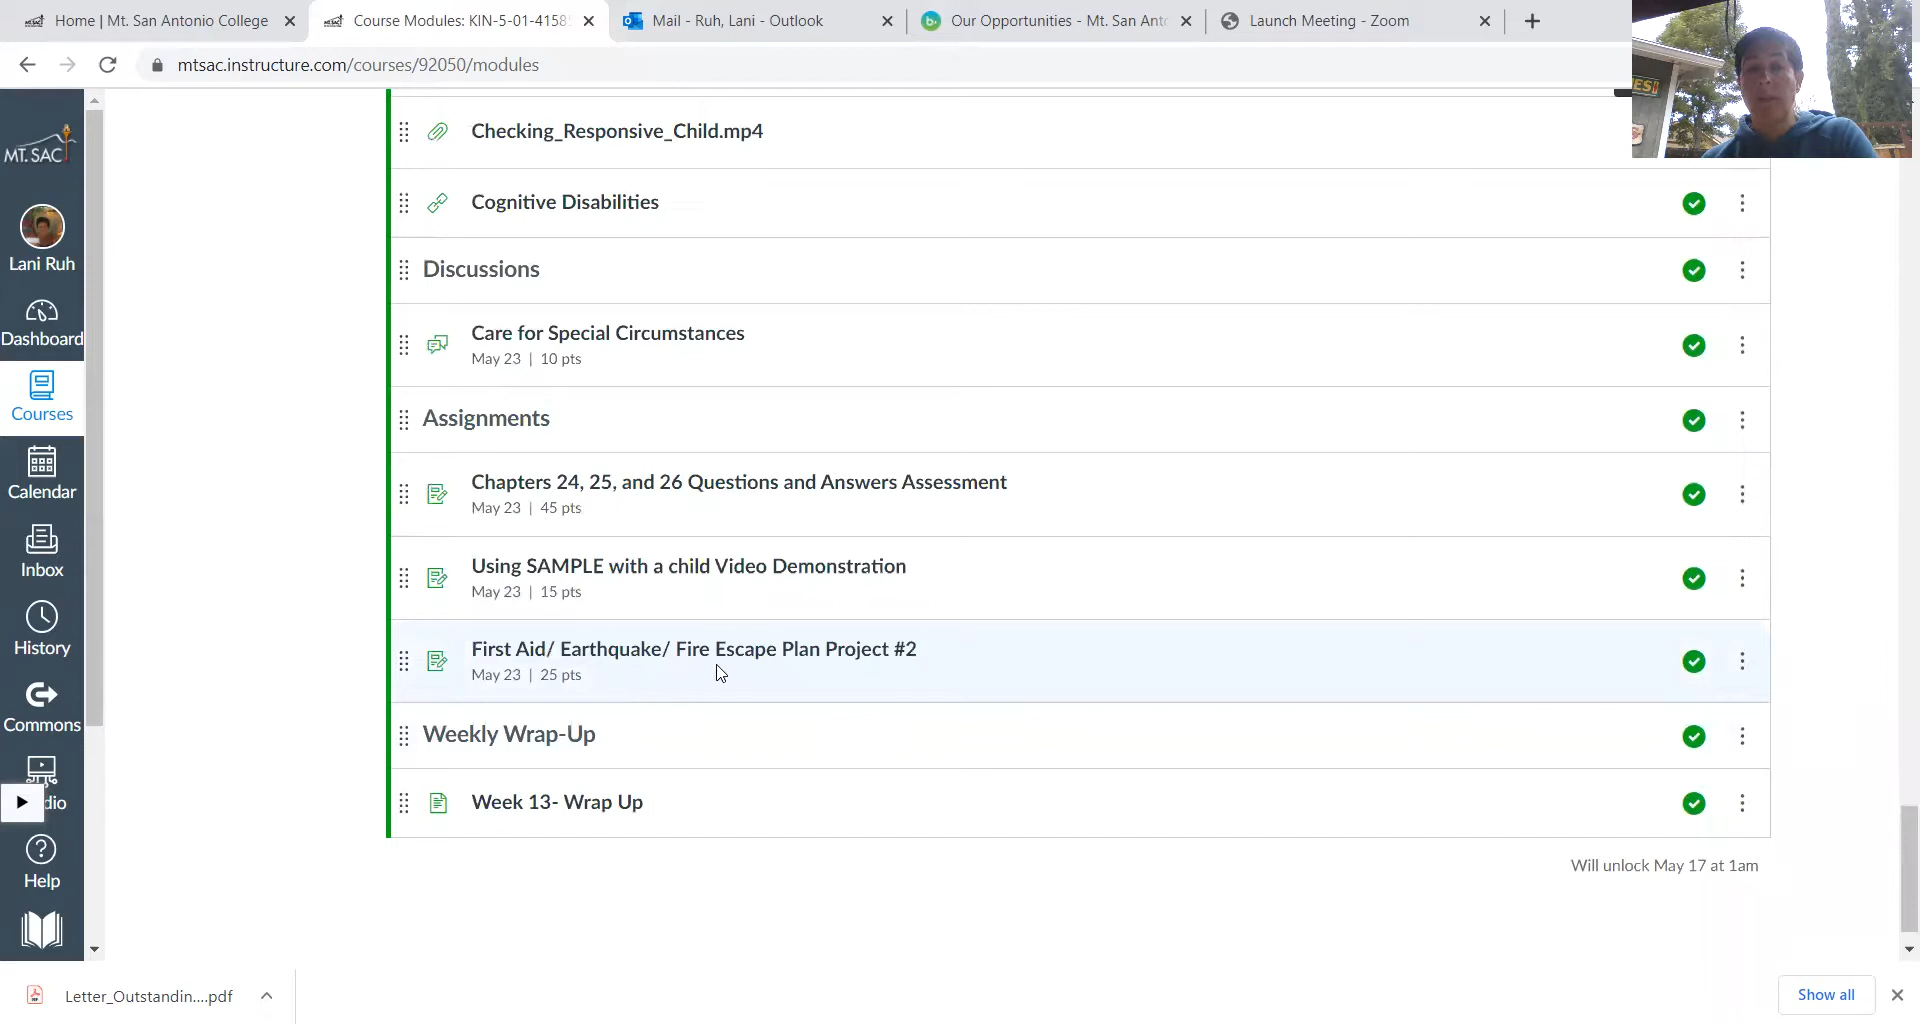 Home | Mt. San Antonio College
Course Modules: KIN-5-01-4158
Mail - Ruh, Lani - Outlook
Our Opportunities - Mt. San Anto
Launch Meeting - Zoom
mtsac.instructure.com/courses/92050/modules
ES!
MT. SAC
Lani Ruh
Dashboard
Courses
Calendar
Inbox
History
Commons
dio
Help
Checking_Responsive_Child.mp4
Cognitive Disabilities
Discussions
Care for Special Circumstances
May 23 | 10 pts
Assignments
Chapters 24, 25, and 26 Questions and Answers Assessment
May 23 | 45 pts
Using SAMPLE with a child Video Demonstration
May 23 | 15 pts
First Aid/ Earthquake/ Fire Escape Plan Project #2
May 23 | 25 pts
Weekly Wrap-Up
Week 13- Wrap Up
Will unlock May 17 at 1am
Letter_Outstandin....pdf
Show all